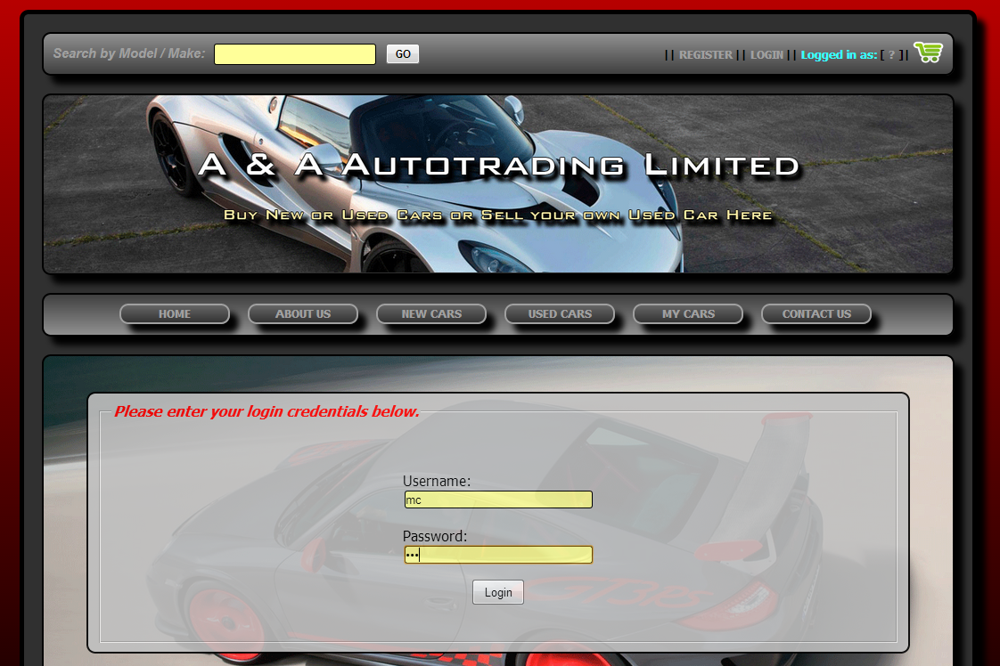 Search by Model / Make: GO || REGISTER || LOGIN || Logged in as: [ ? ]|
A & A Autotrading Limited
Buy New or Used Cars or Sell your own Used Car Here
HOME ABOUT US NEW CARS USED CARS MY CARS CONTACT US
Please enter your login credentials below.
Username:
mc
Password:
•••
Login
GT3RS